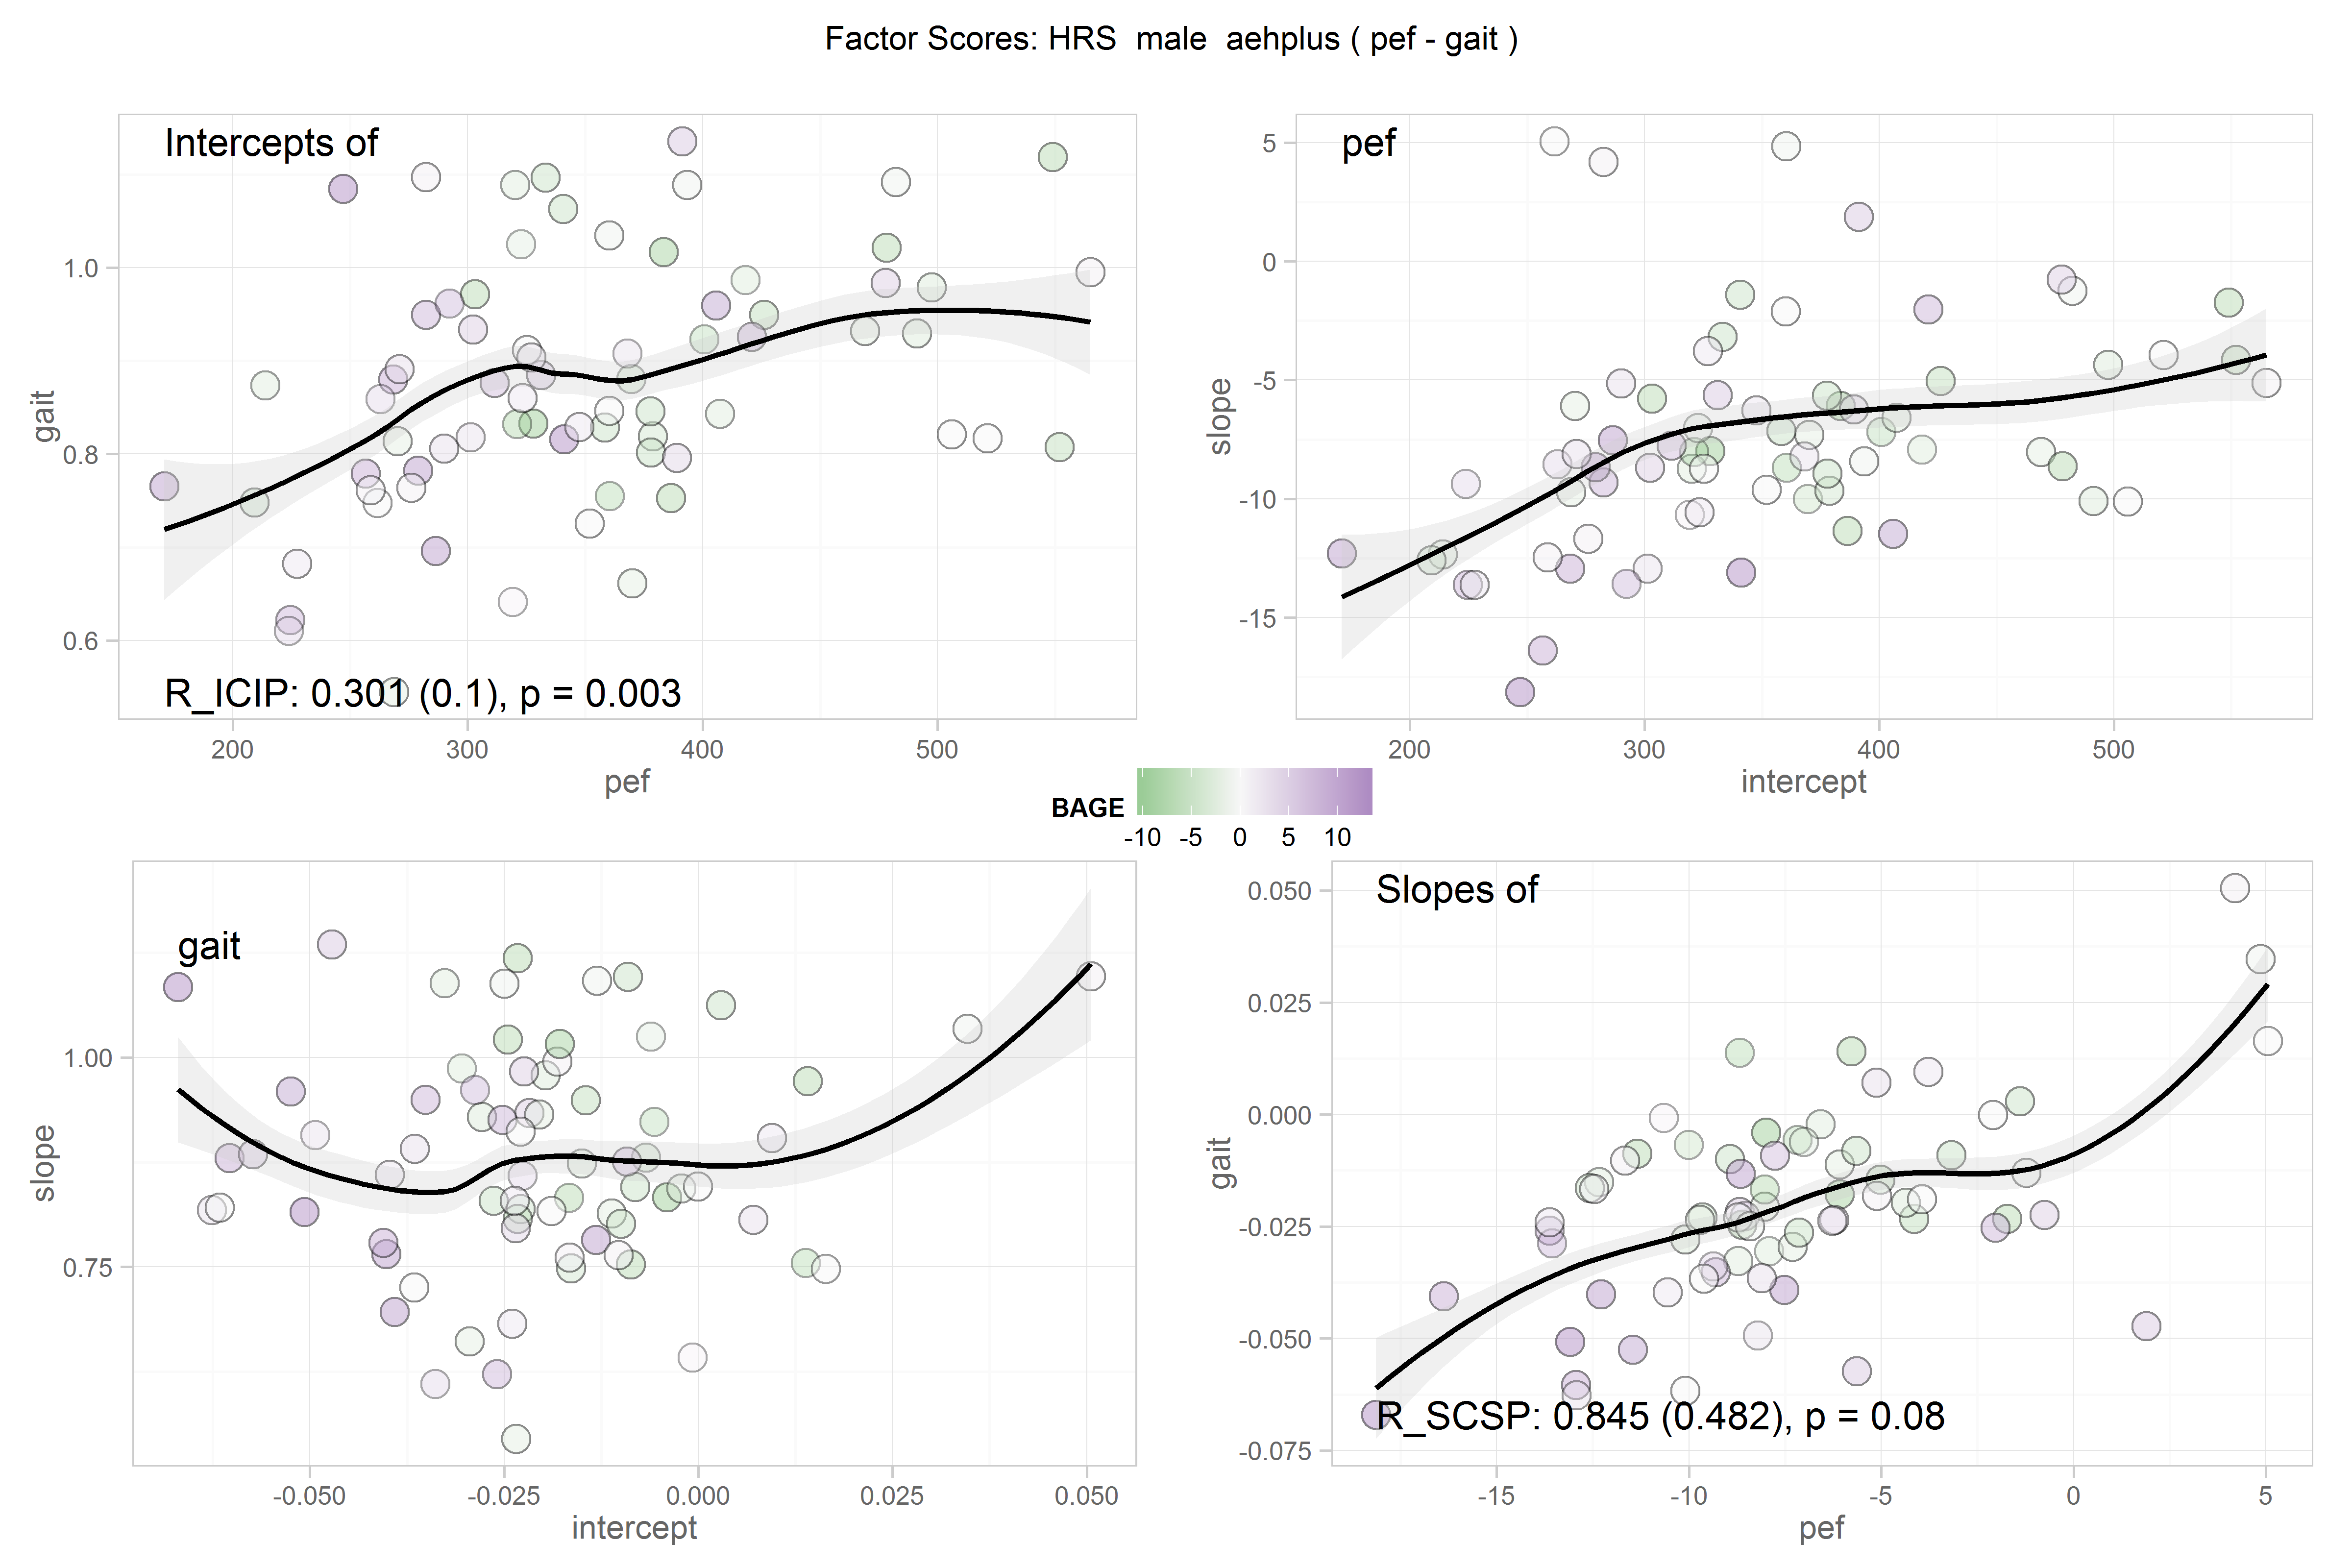 Factor Scores: HRS male aehplus ( pef - gait )
Intercepts of
1.0
0.8
0.6
gait
R_ICIP: 0.301 (0.1), p = 0.003
200 300 400 500
pef
pef
5
0
-5
-10
-15
slope
200 300 400 500
intercept
BAGE
-10 -5 0 5 10
gait
1.00
0.75
slope
-0.050 -0.025 0.000 0.025 0.050
intercept
Slopes of
0.050
0.025
0.000
-0.025
-0.050
-0.075
gait
R_SCSP: 0.845 (0.482), p = 0.08
-15 -10 -5 0 5
pef